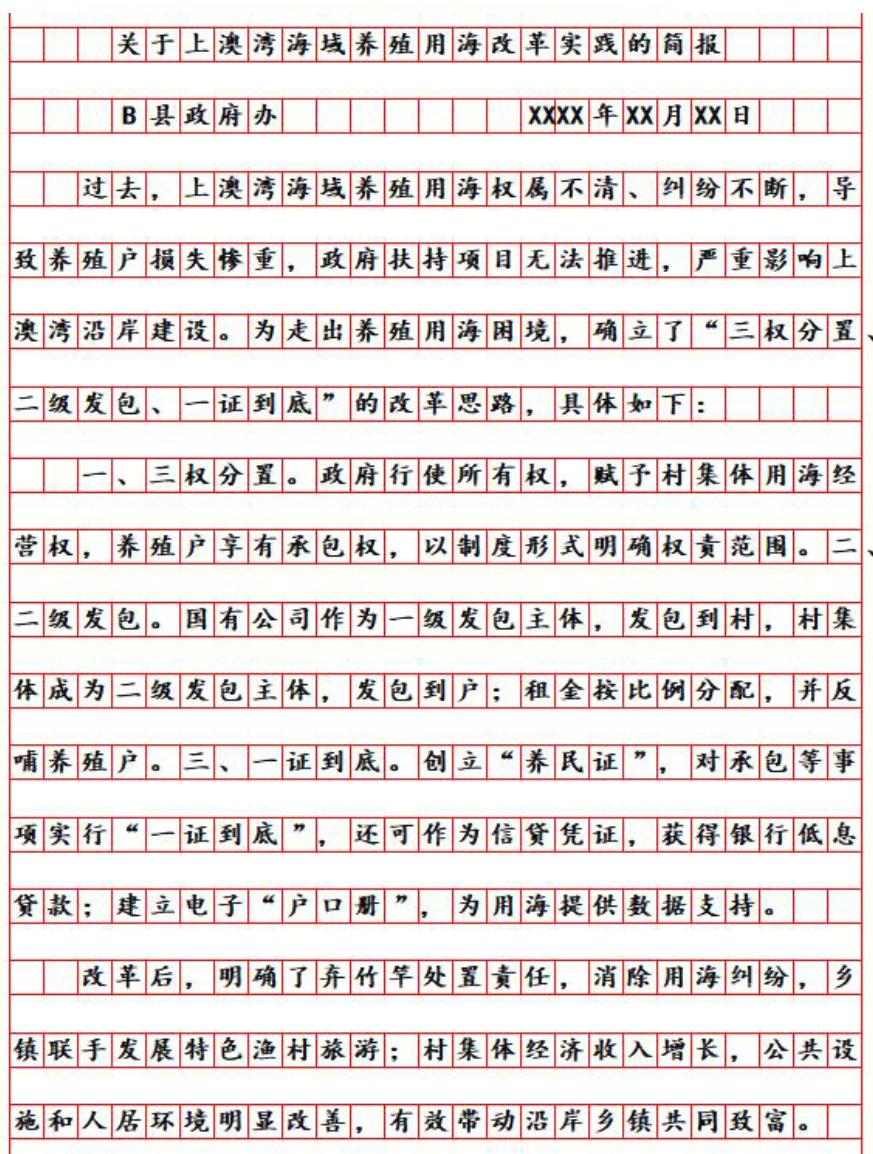 关于上澳湾海域养殖用海改革实践的简报
B县政府办 XXXX年XX月XX日
过去，上澳湾海域养殖用海权属不清、纠纷不断，导
致养殖户损失惨重，政府扶持项目无法推进，严重影响上
澳湾沿岸建设。为走出养殖用海困境，确立了“三权分置、
二级发包、一证到底”的改革思路，具体如下：
一、三权分置。政府行使所有权，赋予村集体用海经
营权，养殖户享有承包权，以制度形式明确权责范围。二、
二级发包。国有公司作为一级发包主体，发包到村，村集
体成为二级发包主体，发包到户；租金按比例分配，并反
哺养殖户。三、一证到底。创立“养民证”，对承包等事
项实行“一证到底”，还可作为信贷凭证，获得银行低息
贷款；建立电子“户口册”，为用海提供数据支持。
改革后，明确了弃竹竿处置责任，消除用海纠纷，乡
镇联手发展特色渔村旅游；村集体经济收入增长，公共设
施和人居环境明显改善，有效带动沿岸乡镇共同致富。